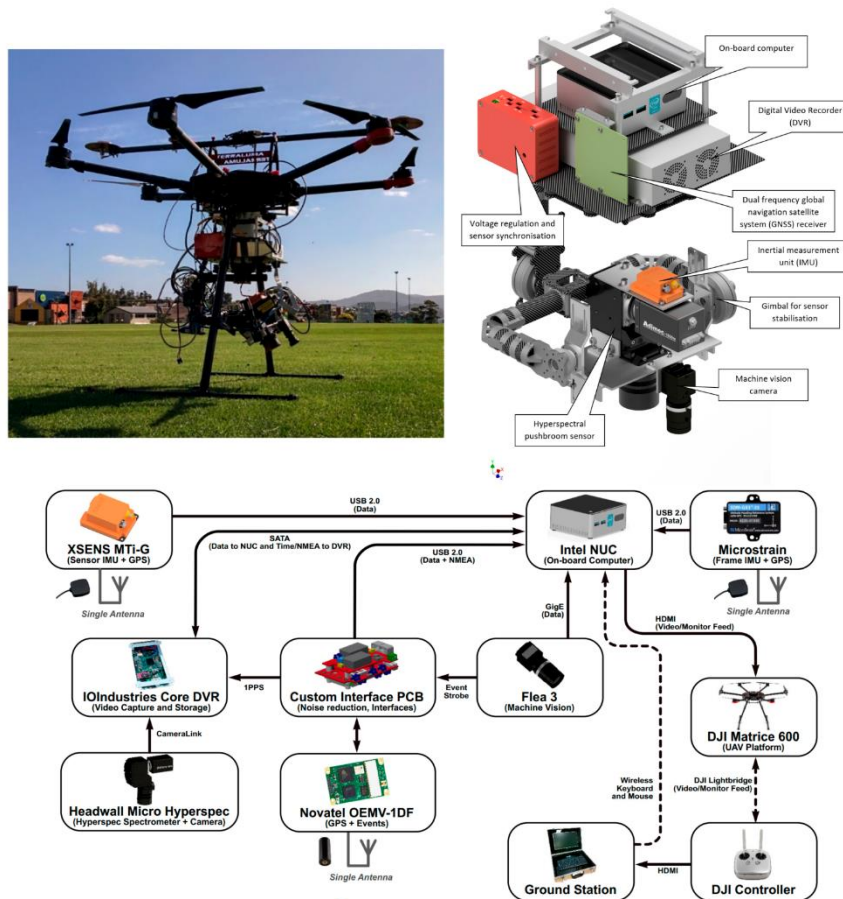 TERRALUMA
TERRALUMA
On-board computer
Digital Video Recorder
(DVR)
Voltage regulation and
sensor synchronisation
Dual frequency global
navigation satellite
system (GNSS) receiver
Inertial measurement
unit (IMU)
Adimec
Gimbal for sensor
stabilisation
Machine vision
camera
Hyperspectral
pushbroom sensor
USB 2.0
(Data)
XSENS MTi-G
(Sensor IMU + GPS)
Single Antenna
SATA
(Data to NUC and Time/NMEA to DVR)
USB 2.0
(Data + NMEA)
Intel NUC
(On-board Computer)
USB 2.0
(Data)
Microstrain
(Frame IMU + GPS)
Single Antenna
GigE
(Data)
HDMI
(Video/Monitor Feed)
IOIndustries Core DVR
(Video Capture and Storage)
1PPS
Custom Interface PCB
(Noise reduction, Interfaces)
Event
Strobe
Flea 3
(Machine Vision)
DJI Matrice 600
(UAV Platform)
CameraLink
Headwall Micro Hyperspec
(Hyperspec Spectrometer + Camera)
Novatel OEMV-1DF
(GPS + Events)
Single Antenna
Wireless
Keyboard
and Mouse
DJI Lightbridge
(Video/Monitor Feed)
Ground Station
HDMI
DJI Controller